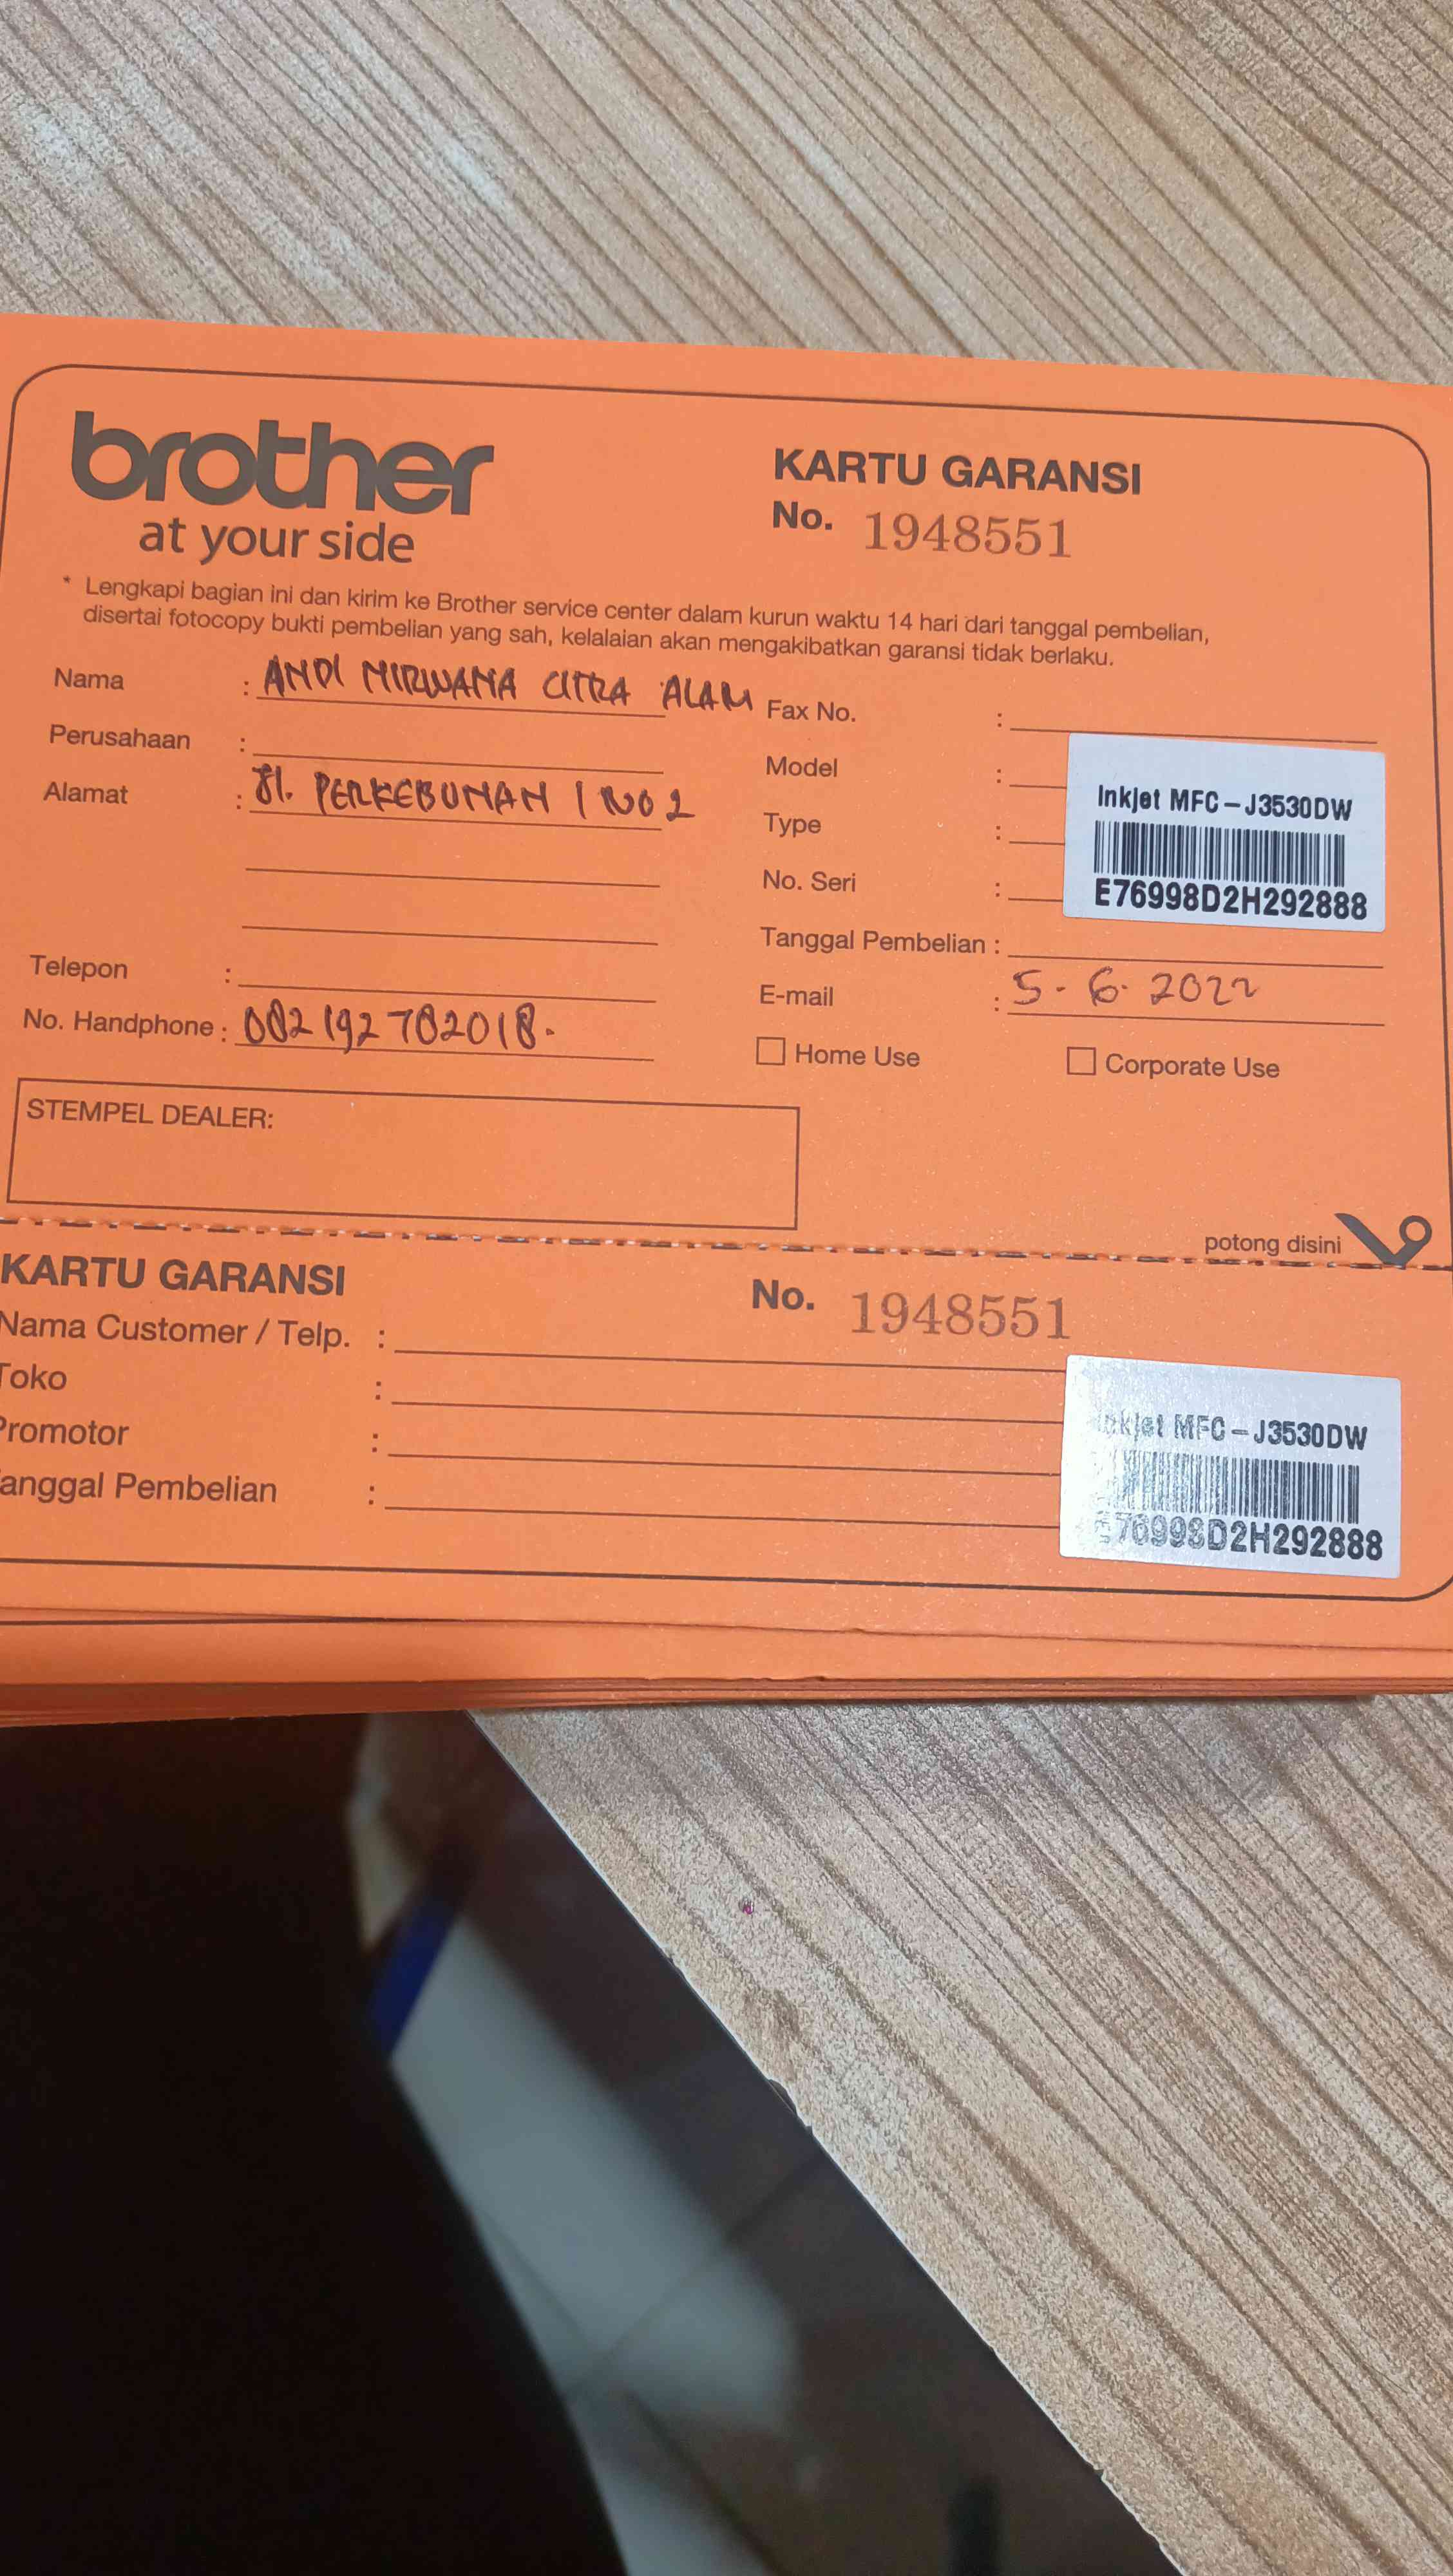 brother
at your side
KARTU GARANSI
No. 1948551
* Lengkapi bagian ini dan kirim ke Brother service center dalam kurun waktu 14 hari dari tanggal pembelian,
disertai fotocopy bukti pembelian yang sah, kelalaian akan mengakibatkan garansi tidak berlaku.
Nama : ANDI NIRWANA CITRA ALAM
Perusahaan :
Alamat : Jl. PERKEBUNAN 1 NO 2
Telepon :
No. Handphone : 082192782018.
Fax No. :
Model :
Type :
No. Seri :
Inkjet MFC-J3530DW
E76998D2H292888
Tanggal Pembelian :
E-mail : 5-6-2022
Home Use
Corporate Use
STEMPEL DEALER:
potong disini
KARTU GARANSI
No. 1948551
Nama Customer / Telp. :
Toko :
Promotor :
anggal Pembelian :
Inkjet MFC-J3530DW
E76998D2H292888